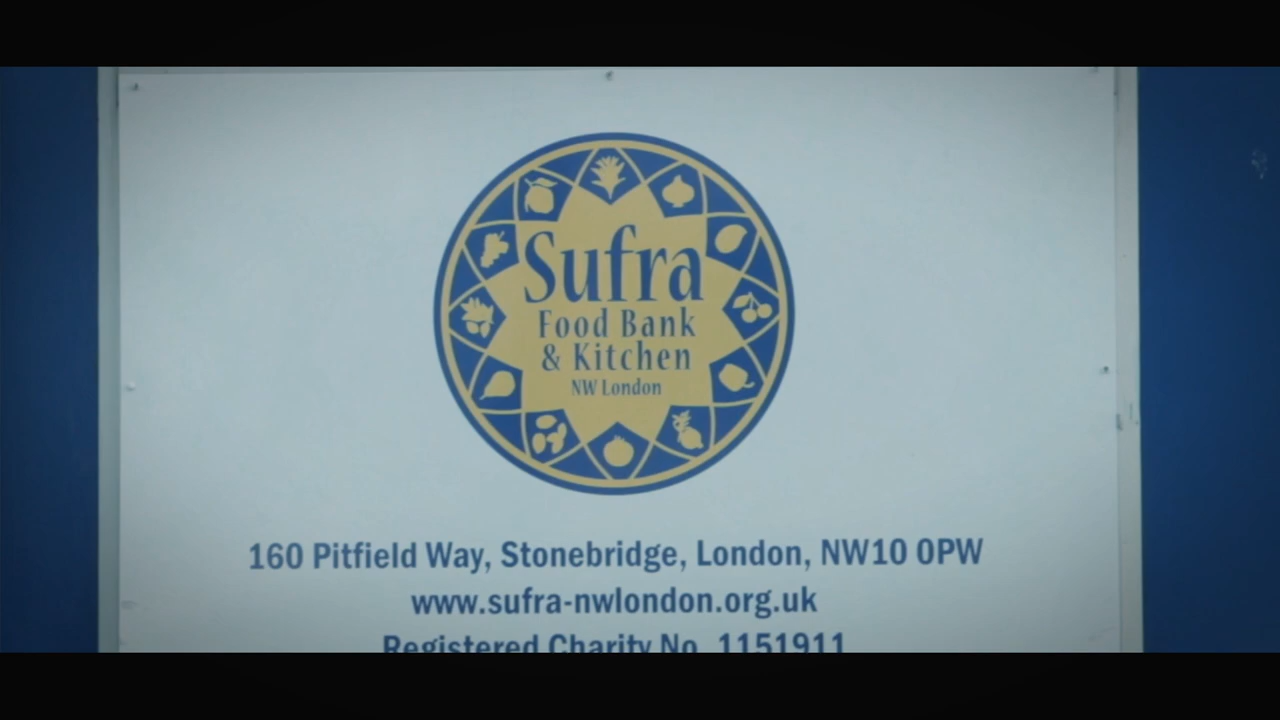 Sufra
Food Bank
& Kitchen
NW London
160 Pitfield Way, Stonebridge, London, NW10 0PW
www.sufra-nwlondon.org.uk
Registered Charity No. 1151911